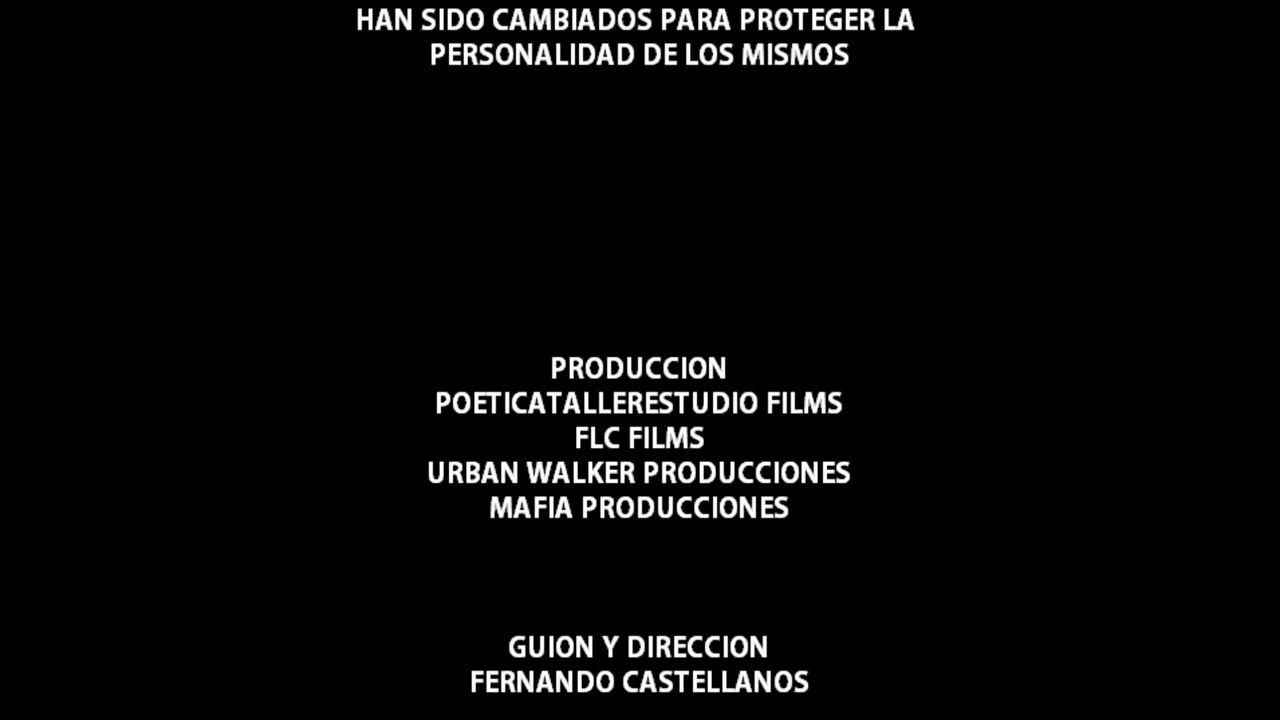 HAN SIDO CAMBIADOS PARA PROTEGER LA
PERSONALIDAD DE LOS MISMOS
PRODUCCION
POETICATALLERESTUDIO FILMS
FLC FILMS
URBAN WALKER PRODUCCIONES
MAFIA PRODUCCIONES
GUION Y DIRECCION
FERNANDO CASTELLANOS